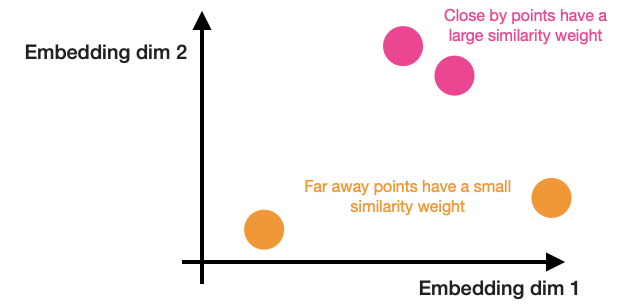 Close by points have a
large similarity weight
Embedding dim 2
Far away points have a small
similarity weight
Embedding dim 1